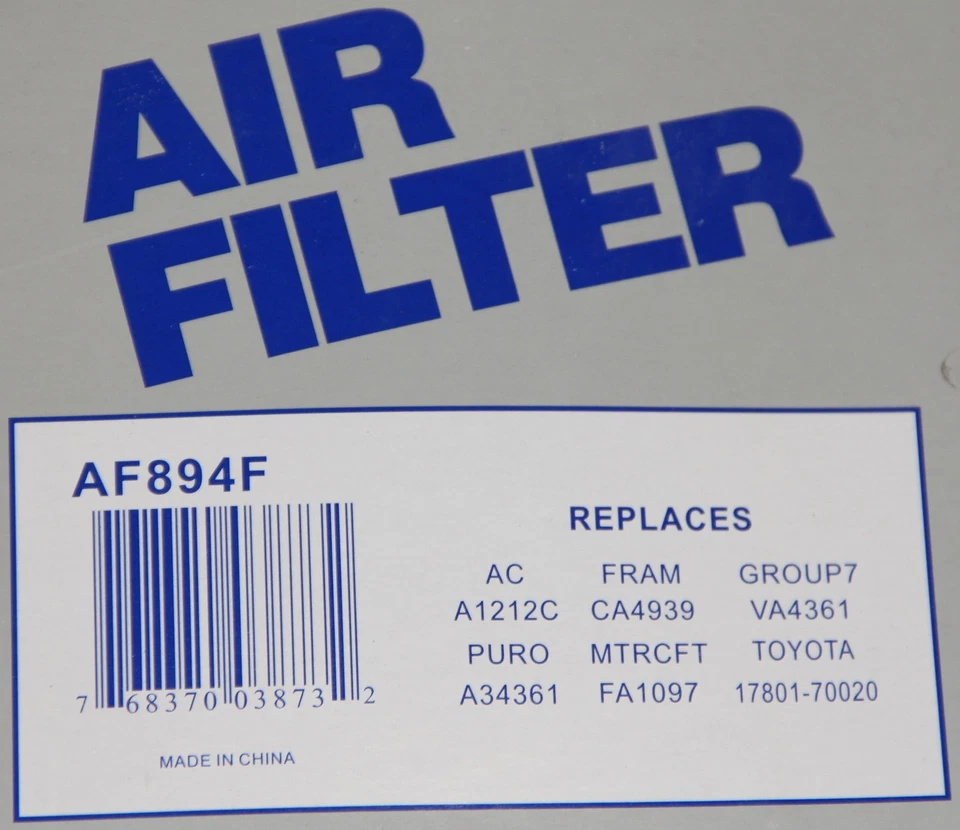 AIR
FILTER
AF894F
7 68370 03873 2
MADE IN CHINA
REPLACES
AC FRAM GROUP7
A1212C CA4939 VA4361
PURO MTRCFT TOYOTA
A34361 FA1097 17801-70020